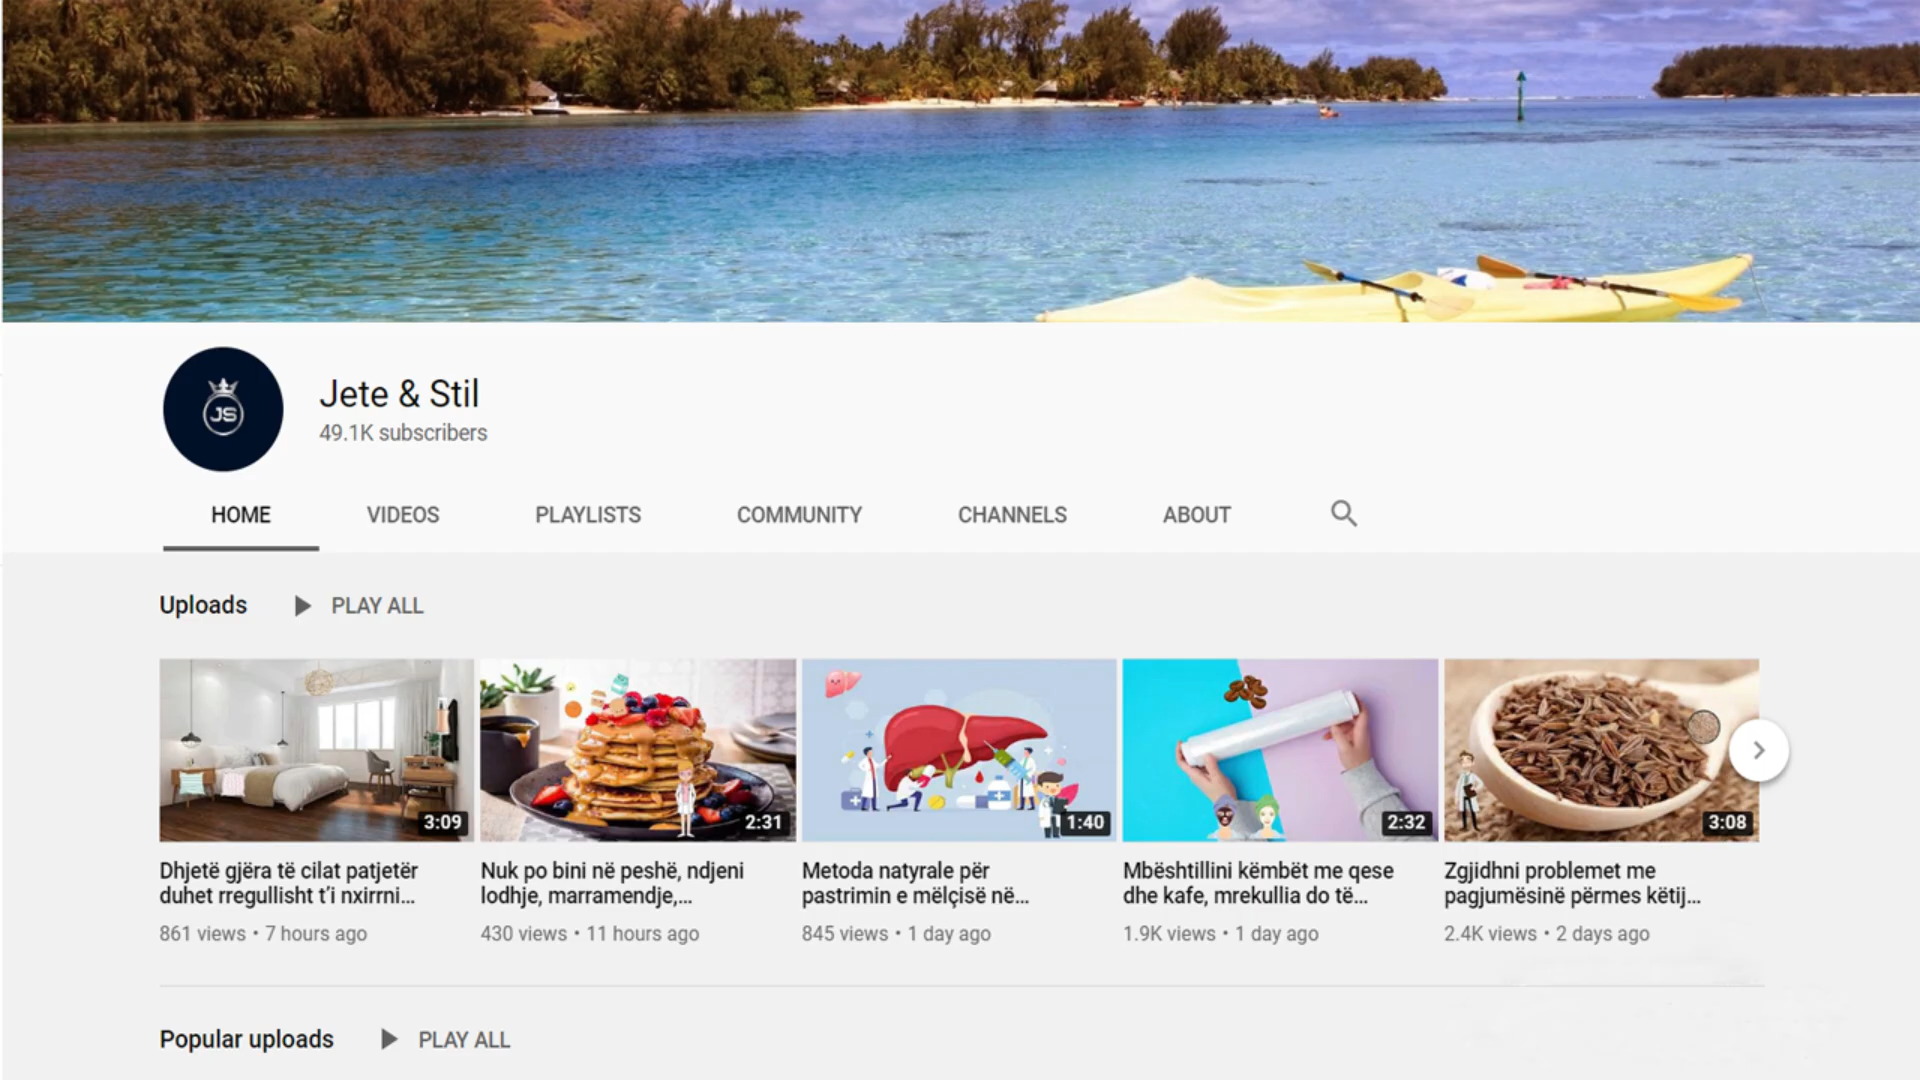 JS
Jete & Stil
49.1K subscribers
HOME VIDEOS PLAYLISTS COMMUNITY CHANNELS ABOUT
Uploads PLAY ALL
3:09 2:31 1:40 2:32 3:08
Dhjetë gjëra të cilat patjetër
duhet rregullisht t’i nxirrni...
861 views • 7 hours ago
Nuk po bini në peshë, ndjeni
lodhje, marramendje,...
430 views • 11 hours ago
Metoda natyrale për
pastrimin e mëlçisë në...
845 views • 1 day ago
Mbështillini këmbët me qese
dhe kafe, mrekullia do të...
1.9K views • 1 day ago
Zgjidhni problemet me
pagjumësinë përmes këtij...
2.4K views • 2 days ago
Popular uploads PLAY ALL